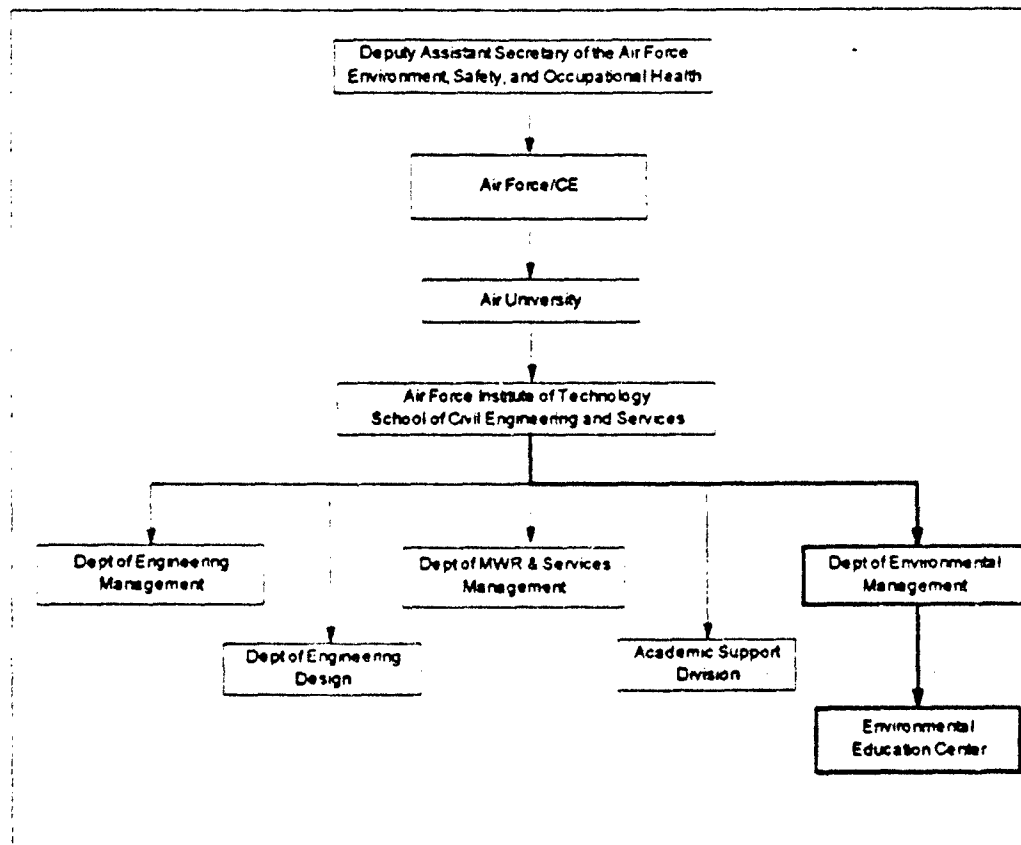 Deputy Assistant Secretary of the Air Force
Environment, Safety, and Occupational Health
Air Force/CE
Air University
Air Force Institute of Technology
School of Civil Engineering and Services
Dept of Engineering
Management
Dept of MWR & Services
Management
Dept of Environmental
Management
Dept of Engineering
Design
Academic Support
Division
Environmental
Education Center